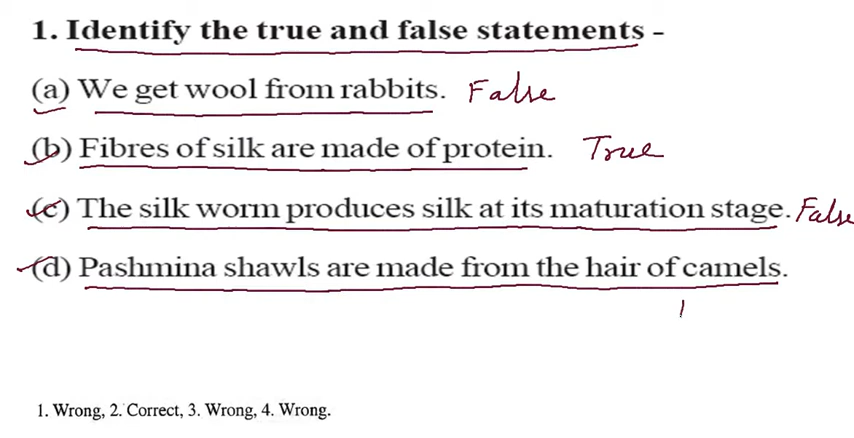 1. Identify the true and false statements -
(a) We get wool from rabbits. False
(b) Fibres of silk are made of protein. True
(c) The silk worm produces silk at its maturation stage. False
(d) Pashmina shawls are made from the hair of camels.
1. Wrong, 2. Correct, 3. Wrong, 4. Wrong.